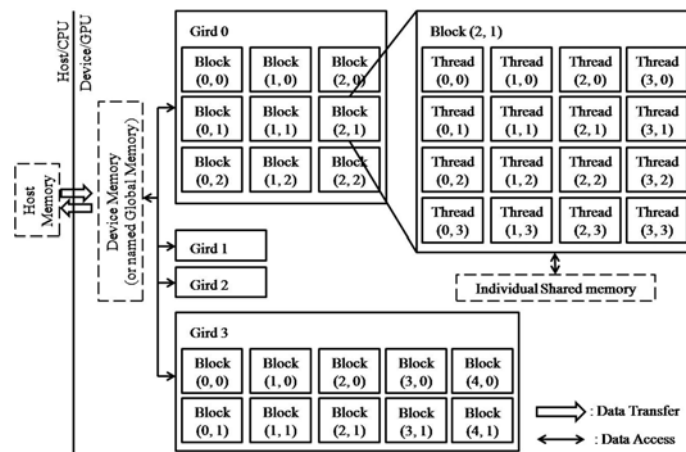 Host/CPU
Device/GPU
Host
Memory
Device Memory
(or named Global Memory)
Gird 0
Block
(0, 0)
Block
(1, 0)
Block
(2, 0)
Block
(0, 1)
Block
(1, 1)
Block
(2, 1)
Block
(0, 2)
Block
(1, 2)
Block
(2, 2)
Block (2, 1)
Thread
(0, 0)
Thread
(1, 0)
Thread
(2, 0)
Thread
(3, 0)
Thread
(0, 1)
Thread
(1, 1)
Thread
(2, 1)
Thread
(3, 1)
Thread
(0, 2)
Thread
(1, 2)
Thread
(2, 2)
Thread
(3, 2)
Thread
(0, 3)
Thread
(1, 3)
Thread
(2, 3)
Thread
(3, 3)
Individual Shared memory
Gird 1
Gird 2
Gird 3
Block
(0, 0)
Block
(1, 0)
Block
(2, 0)
Block
(3, 0)
Block
(4, 0)
Block
(0, 1)
Block
(1, 1)
Block
(2, 1)
Block
(3, 1)
Block
(4, 1)
: Data Transfer
: Data Access